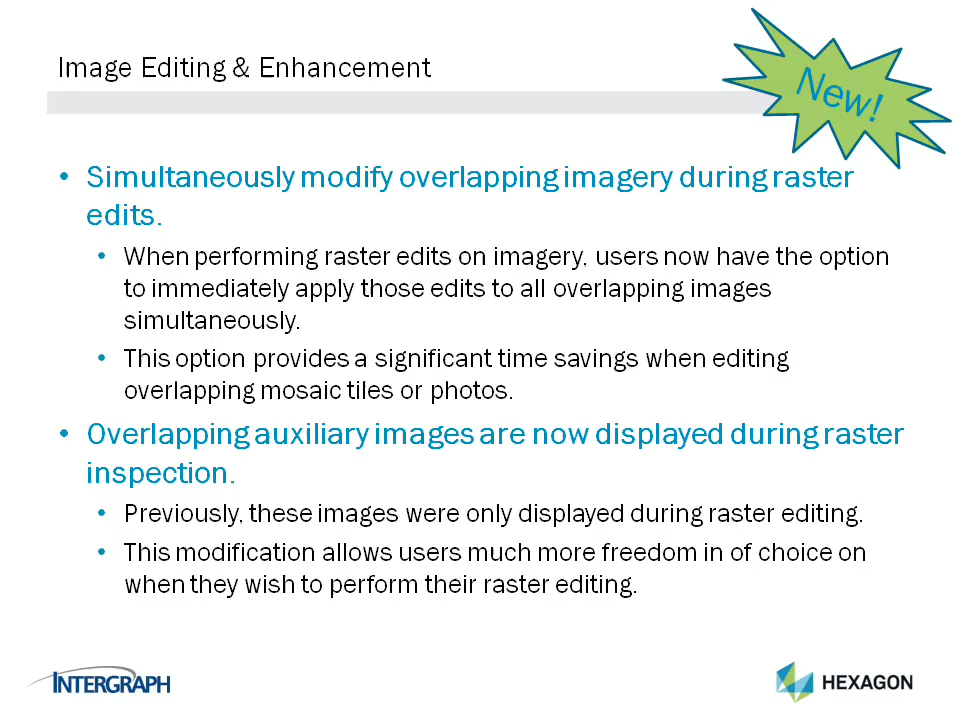 Image Editing & Enhancement
New!
• Simultaneously modify overlapping imagery during raster
edits.
• When performing raster edits on imagery, users now have the option
to immediately apply those edits to all overlapping images
simultaneously.
• This option provides a significant time savings when editing
overlapping mosaic tiles or photos.
• Overlapping auxiliary images are now displayed during raster
inspection.
• Previously, these images were only displayed during raster editing.
• This modification allows users much more freedom in of choice on
when they wish to perform their raster editing.
INTERGRAPH
HEXAGON